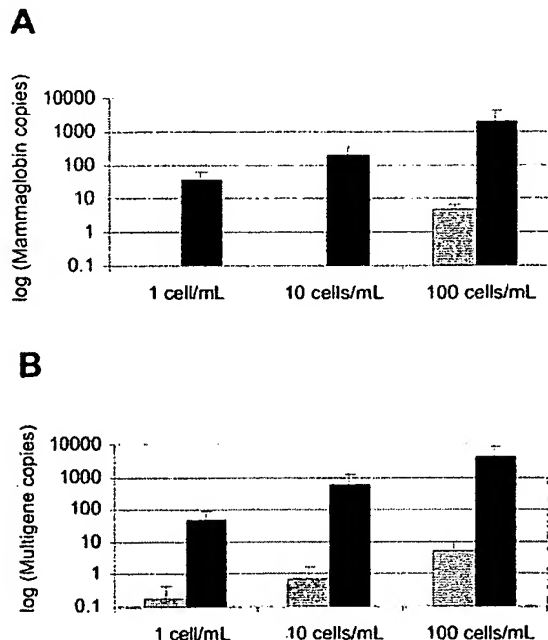 A
log (Mammaglobin copies)
10000
1000
100
10
1
0.1
1 cell/mL
10 cells/mL
100 cells/mL
B
log (Multigene copies)
10000
1000
100
10
1
0.1
1 cell/mL
10 cells/mL
100 cells/mL